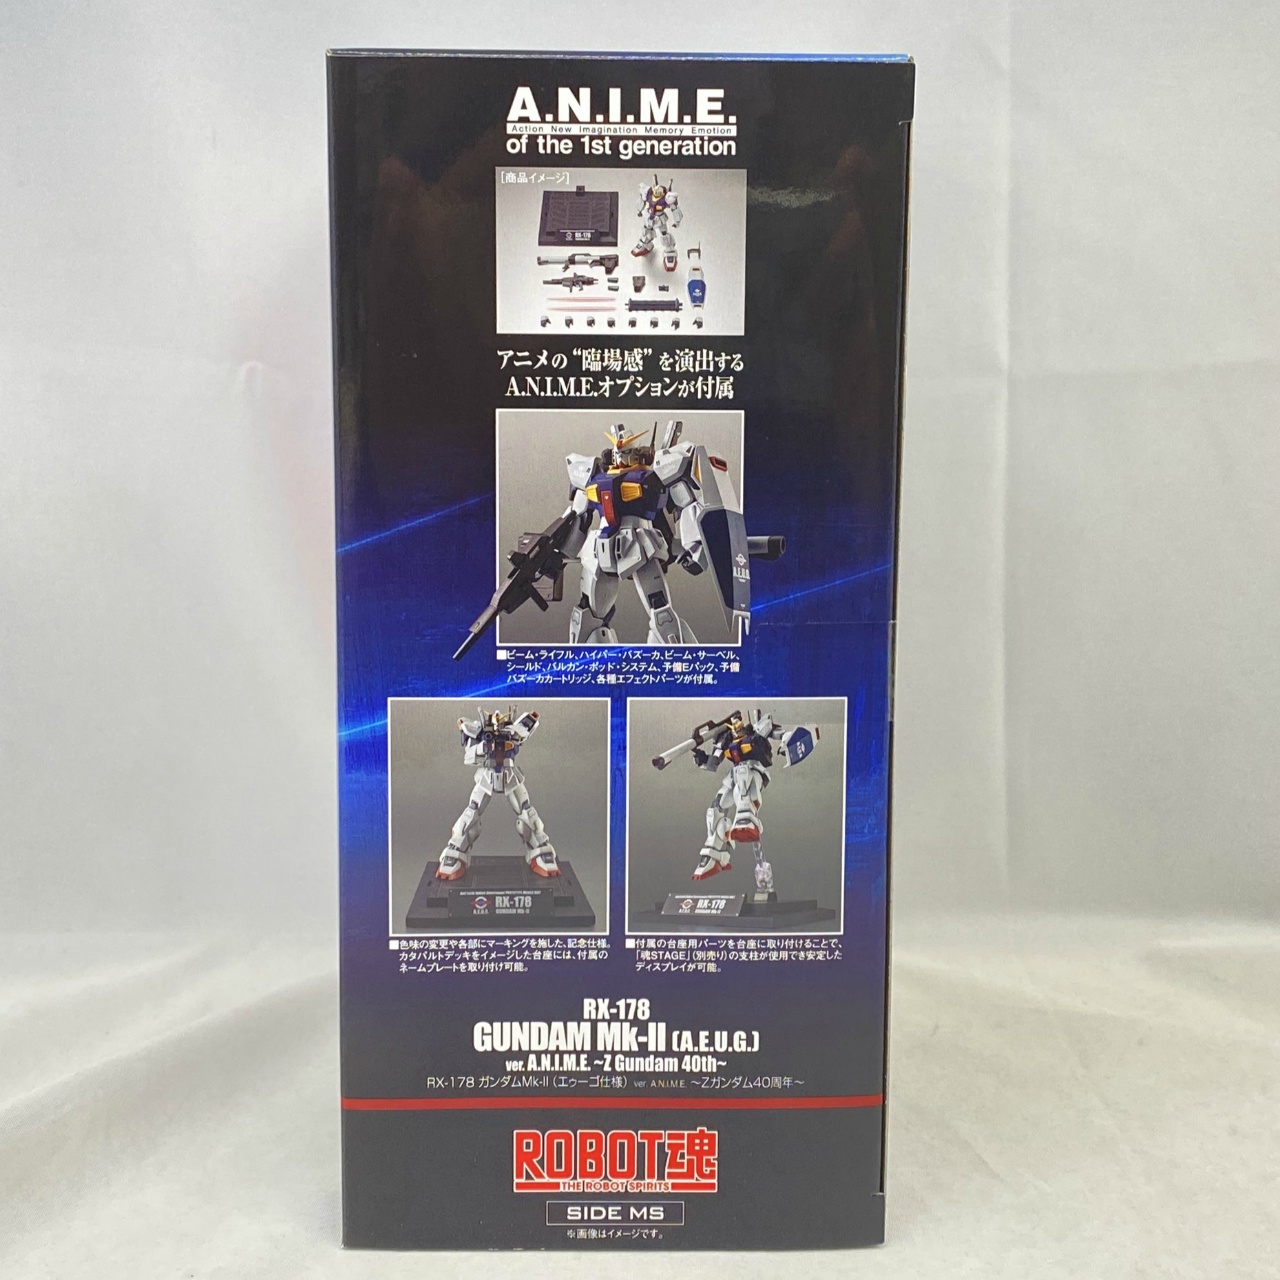 A.N.I.M.E.
Action New Imagination Memory Emotion
of the 1st generation
[商品イメージ]
RX-178
アニメの“臨場感”を演出する
A.N.I.M.E.オプションが付属
A.E.U.G.
■ビーム・ライフル、ハイパー・バズーカ、ビーム・サーベル、
シールド、バルカン・ポッド・システム、予備Eパック、予備
バズーカカートリッジ、各種エフェクトパーツが付属。
RX-178
A.E.U.G. GUNDAM Mk-II
RX-178
A.E.U.G. GUNDAM Mk-II
■色味の変更や各部にマーキングを施した、記念仕様。
カタパルトデッキをイメージした台座には、付属の
ネームプレートを取り付け可能。
■付属の台座用パーツを台座に取り付けることで、
「魂STAGE」(別売り)の支柱が使用でき安定した
ディスプレイが可能。
RX-178
GUNDAM Mk-II (A.E.U.G.)
ver. A.N.I.M.E. ~Z Gundam 40th~
RX-178 ガンダムMk-II(エゥーゴ仕様) ver. A.N.I.M.E. ~Zガンダム40周年~
ROBOT魂
THE ROBOT SPIRITS
SIDE MS
※画像はイメージです。